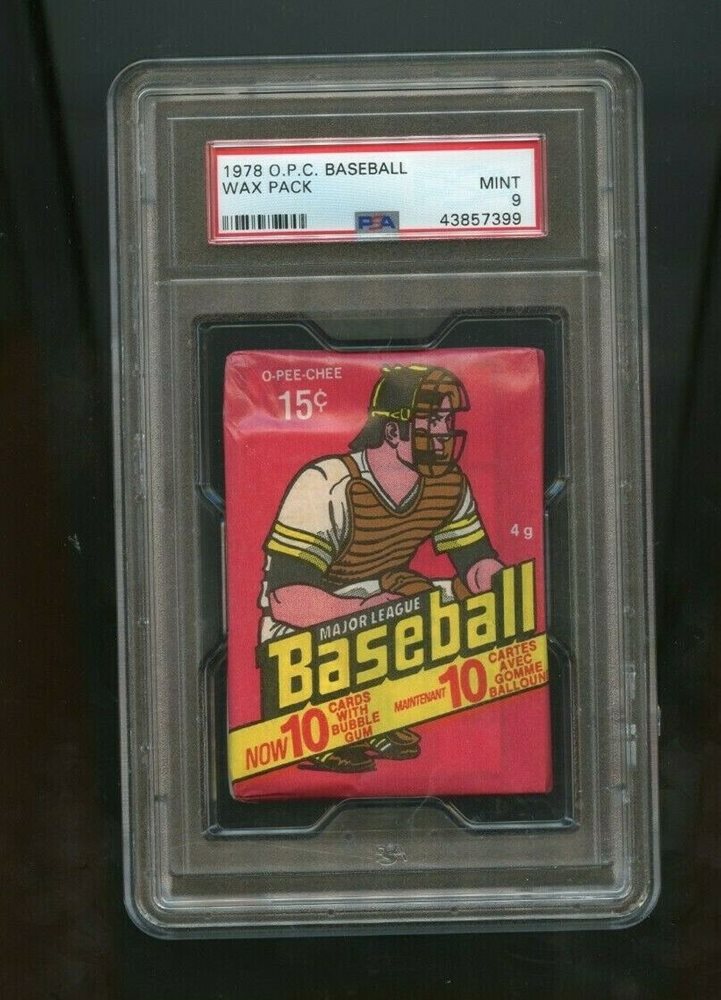 1978 O.P.C. BASEBALL
WAX PACK
MINT
9
PSA
43857399
O-PEE-CHEE
15¢
4 g
MAJOR LEAGUE
Baseball
NOW 10 CARDS WITH BUBBLE GUM
MAINTENANT 10 CARTES AVEC GOMME BALLOUN